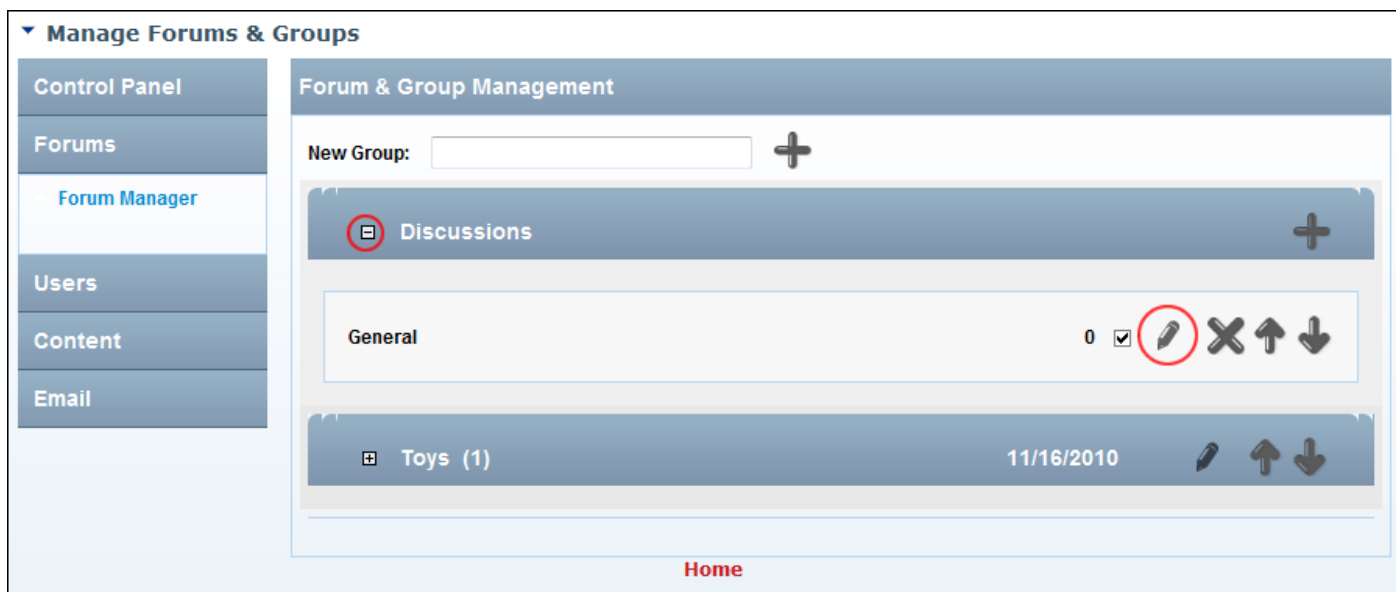 Manage Forums & Groups
Control Panel
Forums
Forum Manager
Users
Content
Email
Forum & Group Management
New Group:
Discussions
General 0
Toys (1) 11/16/2010
Home